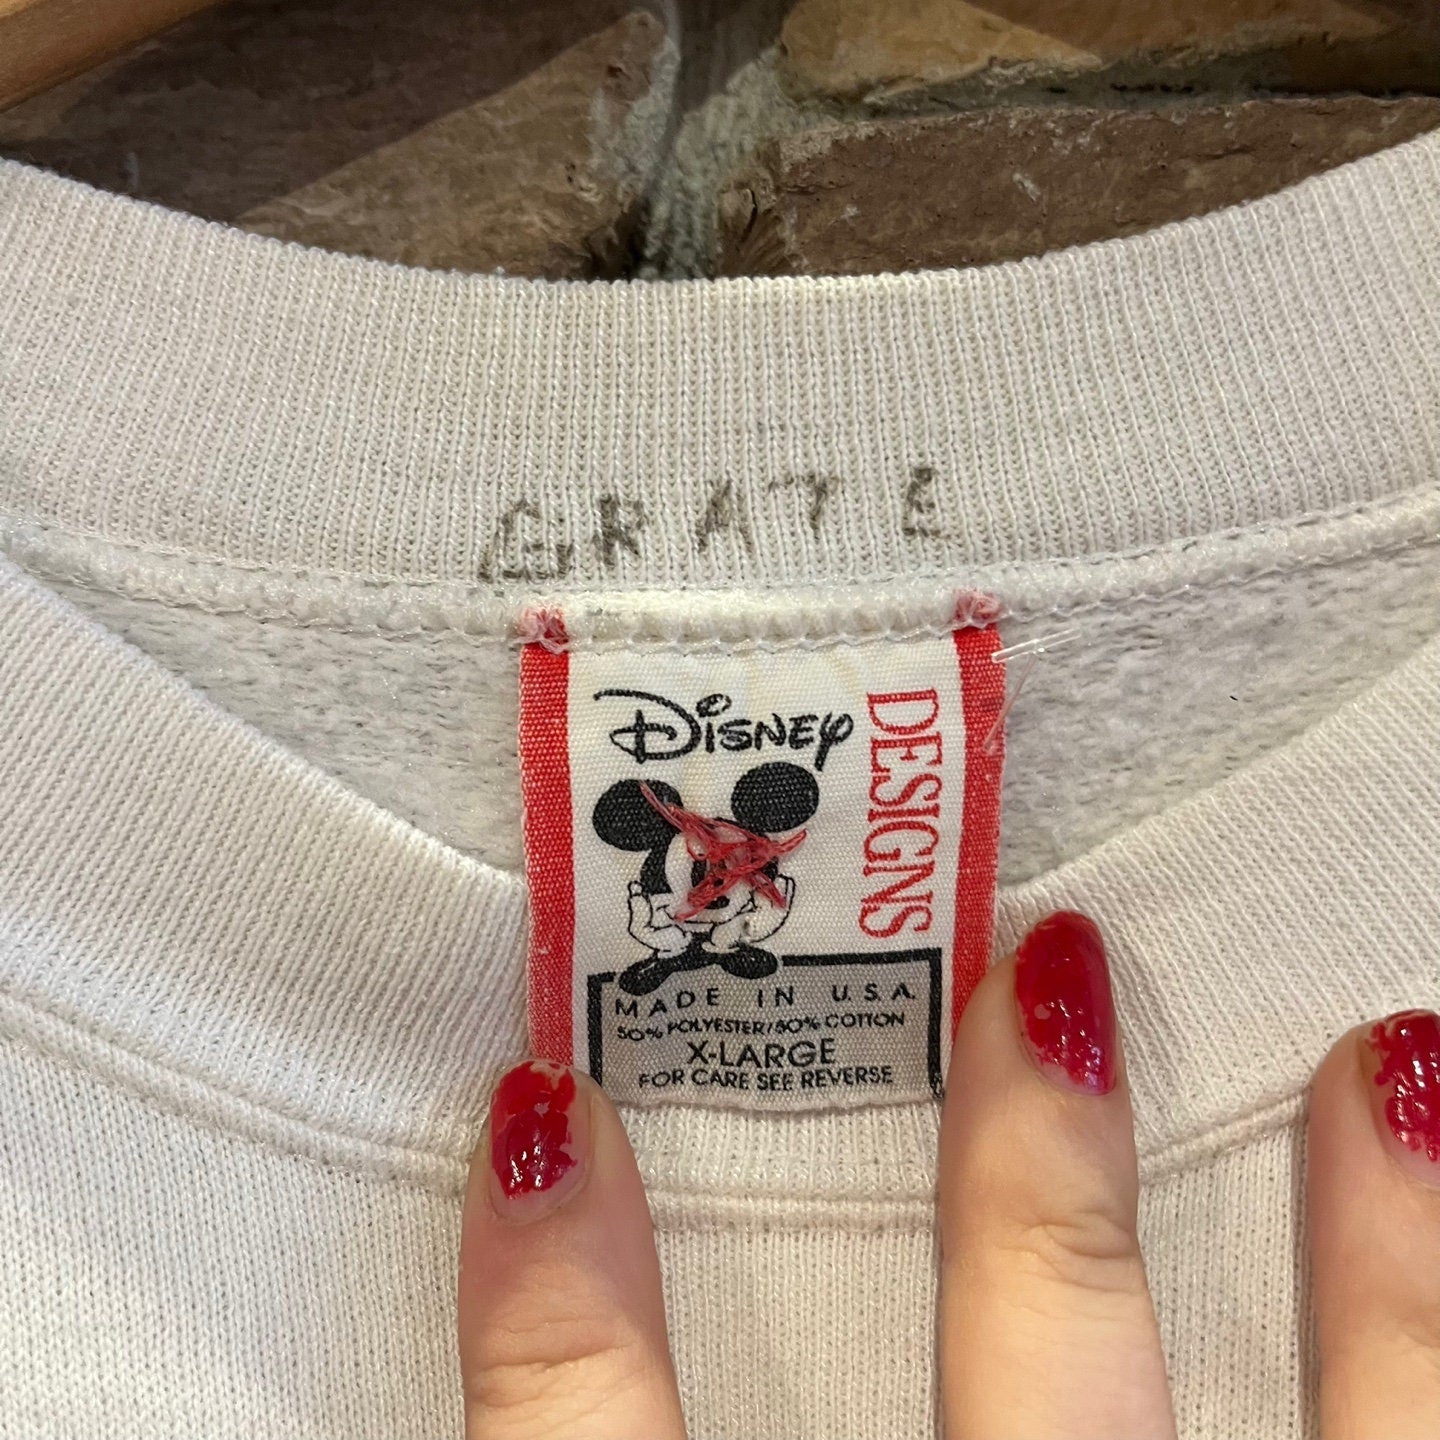 GRATE
Disney
DESIGNS
MADE IN U.S.A.
50% POLYESTER/50% COTTON
X-LARGE
FOR CARE SEE REVERSE